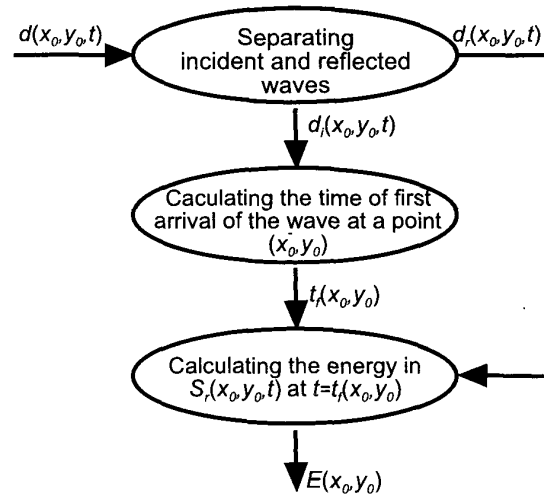 d(x₀,y₀,t)
Separating
incident and reflected
waves
dᵣ(x₀,y₀,t)
dᵢ(x₀,y₀,t)
Caculating the time of first
arrival of the wave at a point
(x₀,y₀)
t_f(x₀,y₀)
Calculating the energy in
Sᵣ(x₀,y₀,t) at t=t_f(x₀,y₀)
E(x₀,y₀)